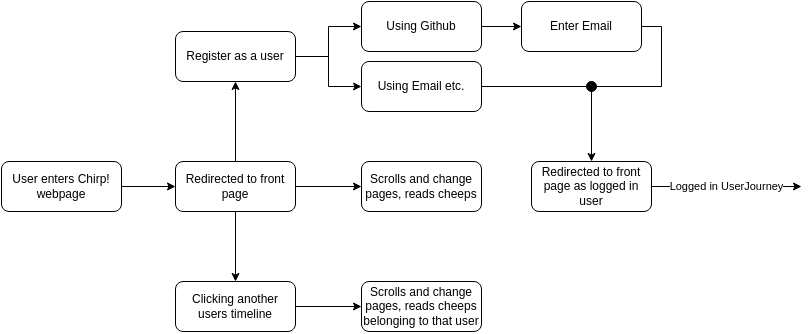 Using Github
Enter Email
Register as a user
Using Email etc.
User enters Chirp!
webpage
Redirected to front
page
Scrolls and change
pages, reads cheeps
Redirected to front
page as logged in
user
Logged in UserJourney
Clicking another
users timeline
Scrolls and change
pages, reads cheeps
belonging to that user